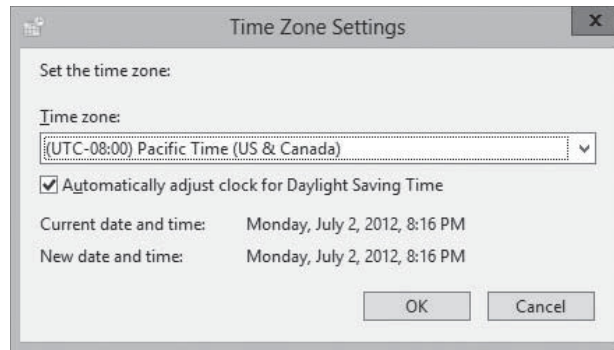 Time Zone Settings
x
Set the time zone:
Time zone:
(UTC-08:00) Pacific Time (US & Canada)
Automatically adjust clock for Daylight Saving Time
Current date and time: Monday, July 2, 2012, 8:16 PM
New date and time: Monday, July 2, 2012, 8:16 PM
OK Cancel